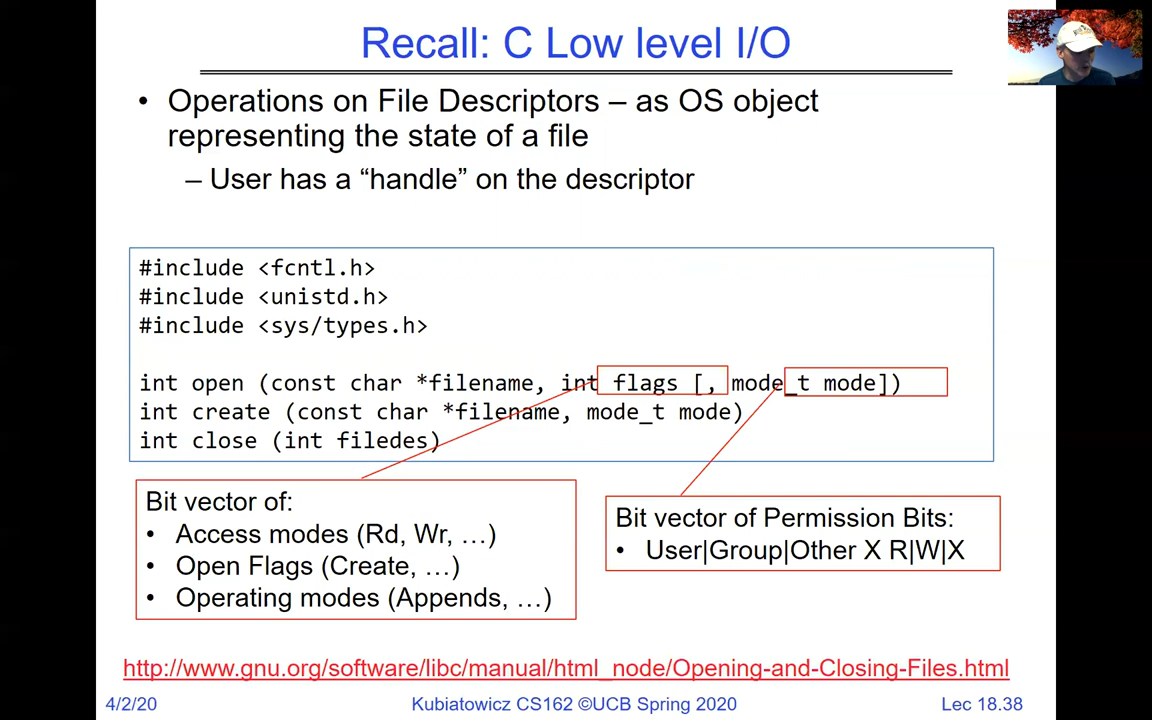 Recall: C Low level I/O
• Operations on File Descriptors – as OS object
representing the state of a file
– User has a “handle” on the descriptor
#include <fcntl.h>
#include <unistd.h>
#include <sys/types.h>
int open (const char *filename, int flags [, mode_t mode])
int create (const char *filename, mode_t mode)
int close (int filedes)
Bit vector of:
• Access modes (Rd, Wr, …)
• Open Flags (Create, …)
• Operating modes (Appends, …)
Bit vector of Permission Bits:
• User|Group|Other X R|W|X
http://www.gnu.org/software/libc/manual/html_node/Opening-and-Closing-Files.html
4/2/20
Kubiatowicz CS162 ©UCB Spring 2020
Lec 18.38